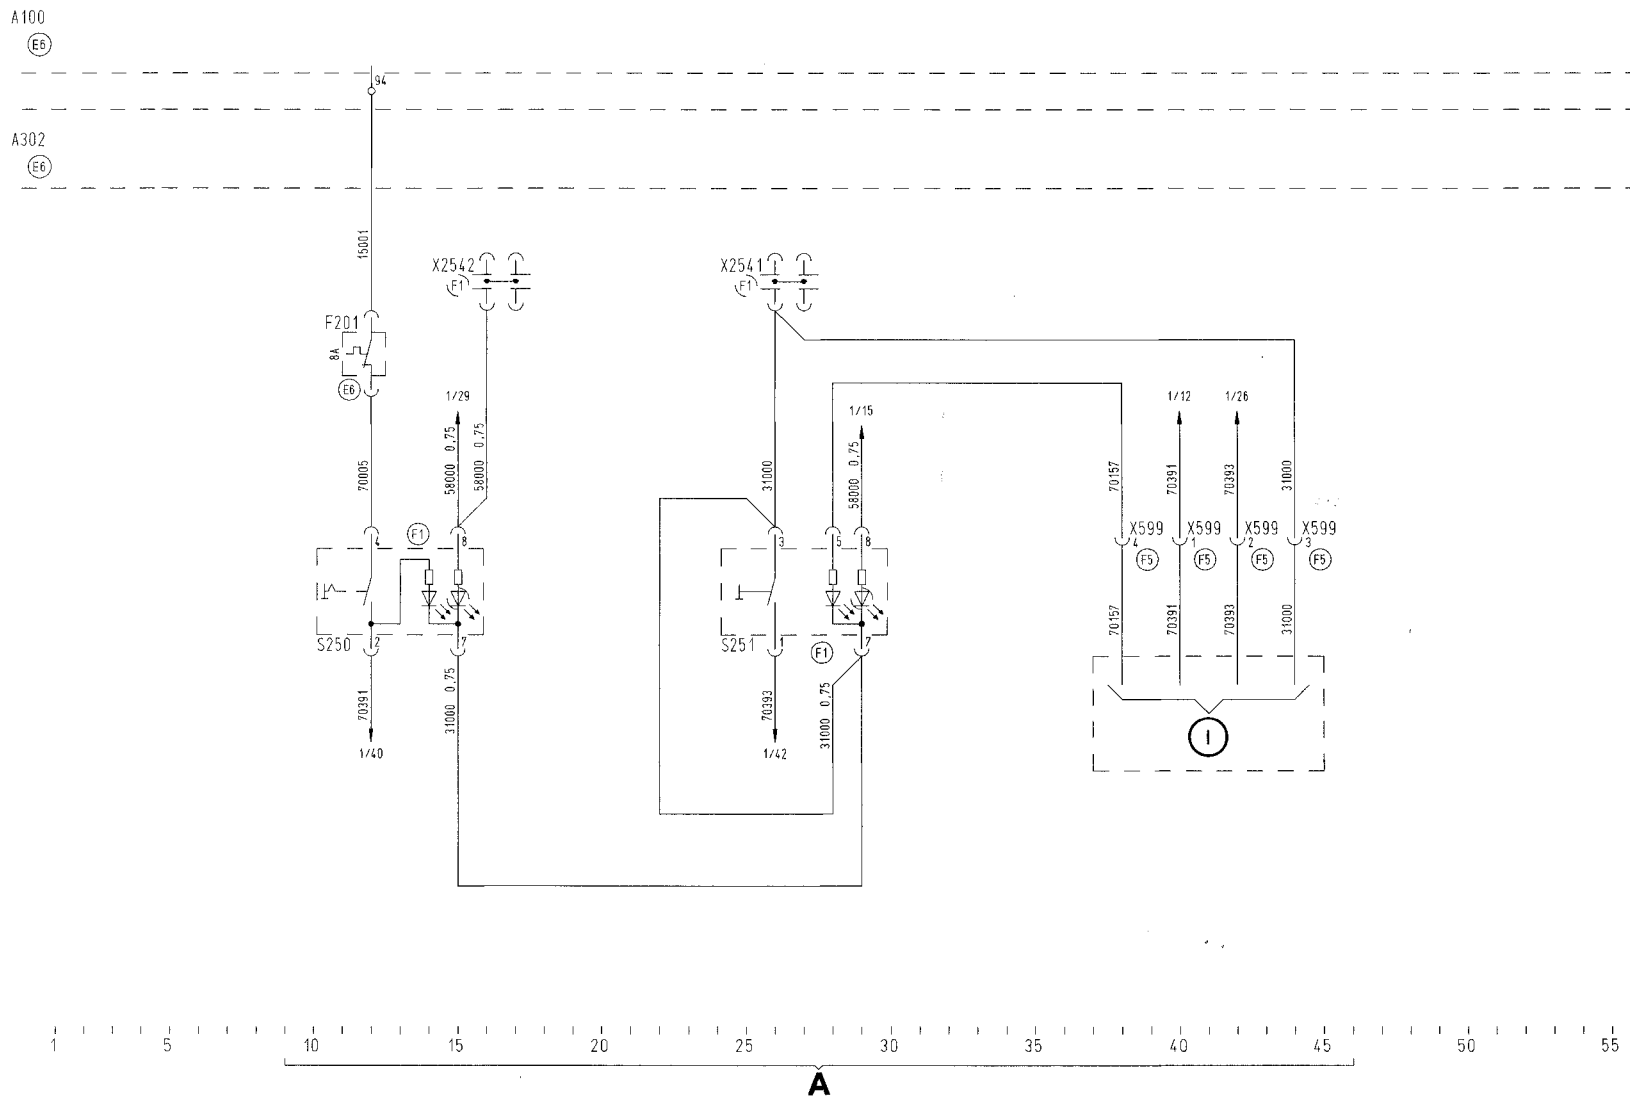 A100
E6
94
A302
E6
15001
X2542
F1
X2541
F1
F201
8A
E6
1/29
1/15
1/12
1/26
70005
58000 0,75
58000 0,75
31000
58000 0,75
70157
70391
70393
31000
4
F1
8
3
5
8
X599
4
F5
X599
1
F5
X599
2
F5
X599
3
F5
S250
2
7
S251
1
F1
7
70157
70391
70393
31000
70391
31000 0,75
70393
31000 0,75
1/40
1/42
I
1 5 10 15 20 25 30 35 40 45 50 55
A